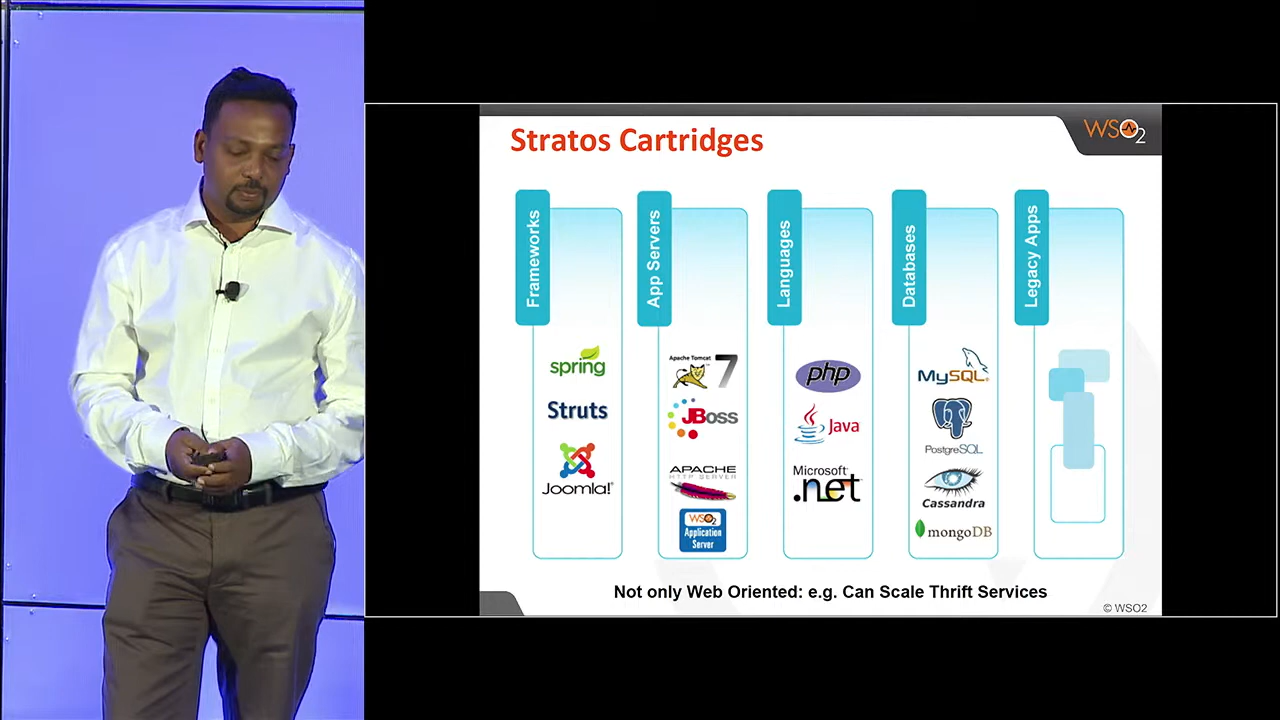 Stratos Cartridges
WSO2
Frameworks
App Servers
Languages
Databases
Legacy Apps
spring
Struts
Joomla!
Apache Tomcat 7
JBoss
APACHE
HTTP SERVER
WSO2
Application
Server
php
Java
Microsoft
.net
MySQL
PostgreSQL
Cassandra
mongoDB
Not only Web Oriented: e.g. Can Scale Thrift Services
© WSO2